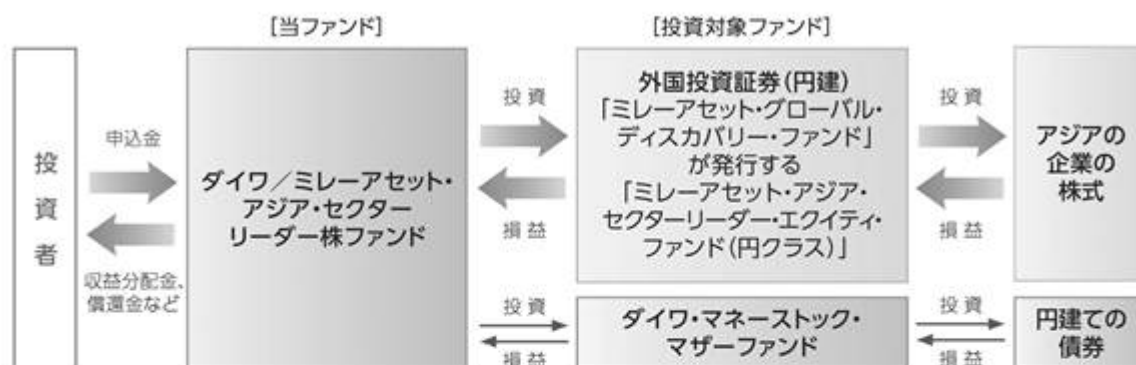 [当ファンド]
[投資対象ファンド]
投資者
申込金
収益分配金、
償還金など
ダイワ／ミレーアセット・
アジア・セクター
リーダー株ファンド
投資
損益
外国投資証券(円建)
「ミレーアセット・グローバル・
ディスカバリー・ファンド」
が発行する
「ミレーアセット・アジア・
セクターリーダー・エクイティ・
ファンド(円クラス)」
投資
損益
アジアの
企業の
株式
投資
損益
ダイワ・マネーストック・
マザーファンド
投資
損益
円建ての
債券